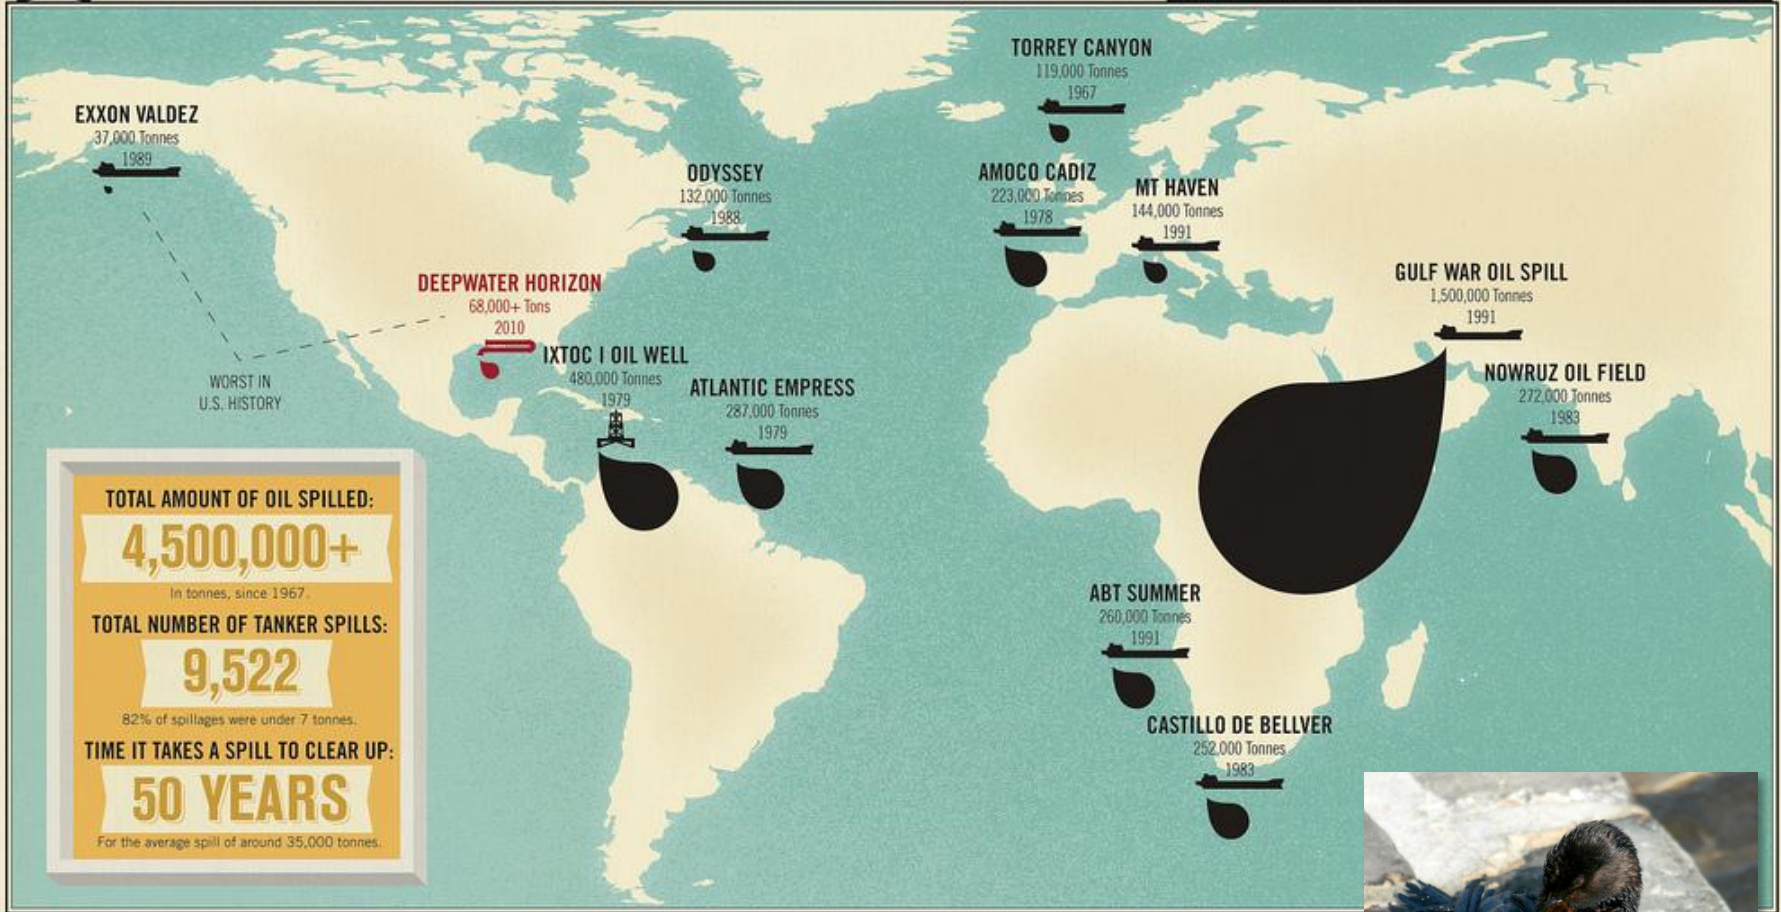 TORREY CANYON
119,000 Tonnes
1967
EXXON VALDEZ
37,000 Tonnes
1989
ODYSSEY
132,000 Tonnes
1988
AMOCO CADIZ
223,000 Tonnes
1978
MT HAVEN
144,000 Tonnes
1991
DEEPWATER HORIZON
68,000+ Tons
2010
GULF WAR OIL SPILL
1,500,000 Tonnes
1991
IXTOC I OIL WELL
480,000 Tonnes
1979
ATLANTIC EMPRESS
287,000 Tonnes
1979
NOWRUZ OIL FIELD
272,000 Tonnes
1983
WORST IN
U.S. HISTORY
TOTAL AMOUNT OF OIL SPILLED:
4,500,000+
In tonnes, since 1967.
TOTAL NUMBER OF TANKER SPILLS:
9,522
82% of spillages were under 7 tonnes.
TIME IT TAKES A SPILL TO CLEAR UP:
50 YEARS
For the average spill of around 35,000 tonnes.
ABT SUMMER
260,000 Tonnes
1991
CASTILLO DE BELLVER
252,000 Tonnes
1983